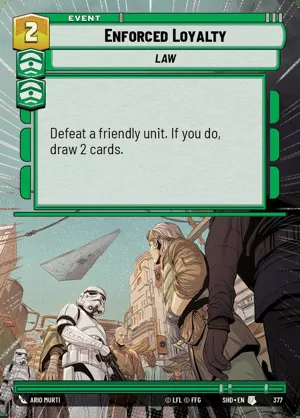 EVENT
2
ENFORCED LOYALTY
LAW
Defeat a friendly unit. If you do,
draw 2 cards.
ARIO MURTI
© LFL © FFG
SHD • EN
377